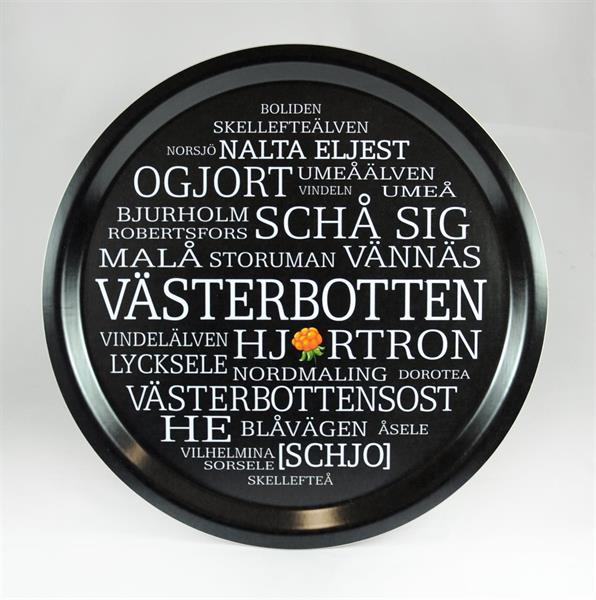 BOLIDEN
SKELLEFTEÄLVEN
NORSJÖ NALTA ELJEST
OGJORT UMEÅÄLVEN
VINDELN UMEÅ
BJURHOLM SCHÅ SIG
ROBERTSFORS
MALÅ STORUMAN VÄNNÄS
VÄSTERBOTTEN
VINDELÄLVEN HJ RTRON
LYCKSELE NORDMALING DOROTEA
VÄSTERBOTTENSOST
HE BLÅVÄGEN ÅSELE
VILHELMINA [SCHJO]
SORSELE
SKELLEFTEÅ